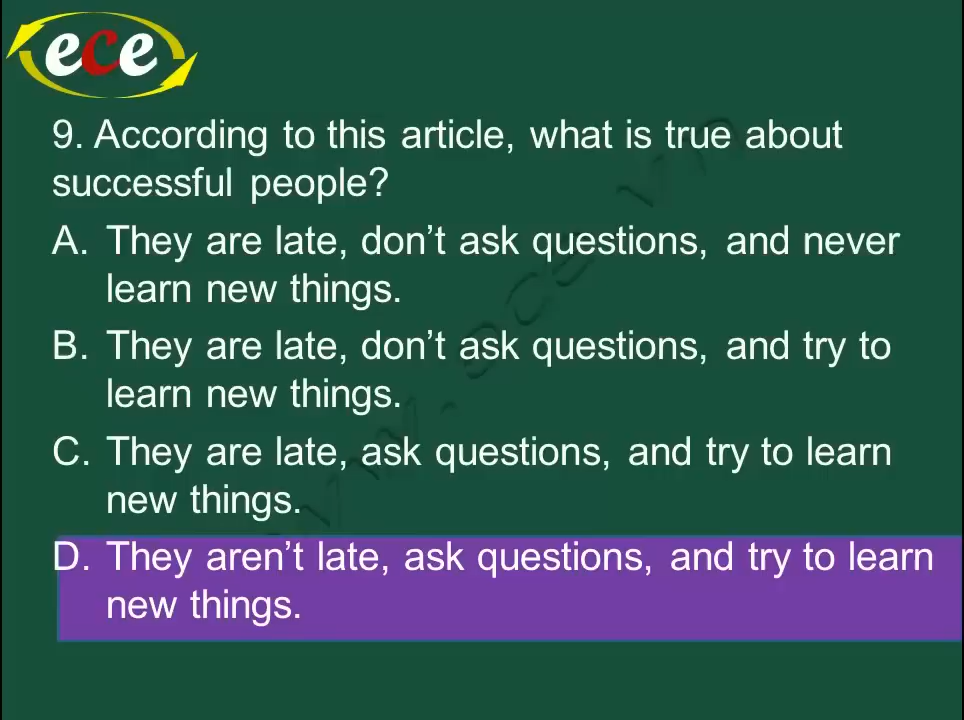 ece
9. According to this article, what is true about
successful people?
A. They are late, don’t ask questions, and never
learn new things.
B. They are late, don’t ask questions, and try to
learn new things.
C. They are late, ask questions, and try to learn
new things.
D. They aren’t late, ask questions, and try to learn
new things.